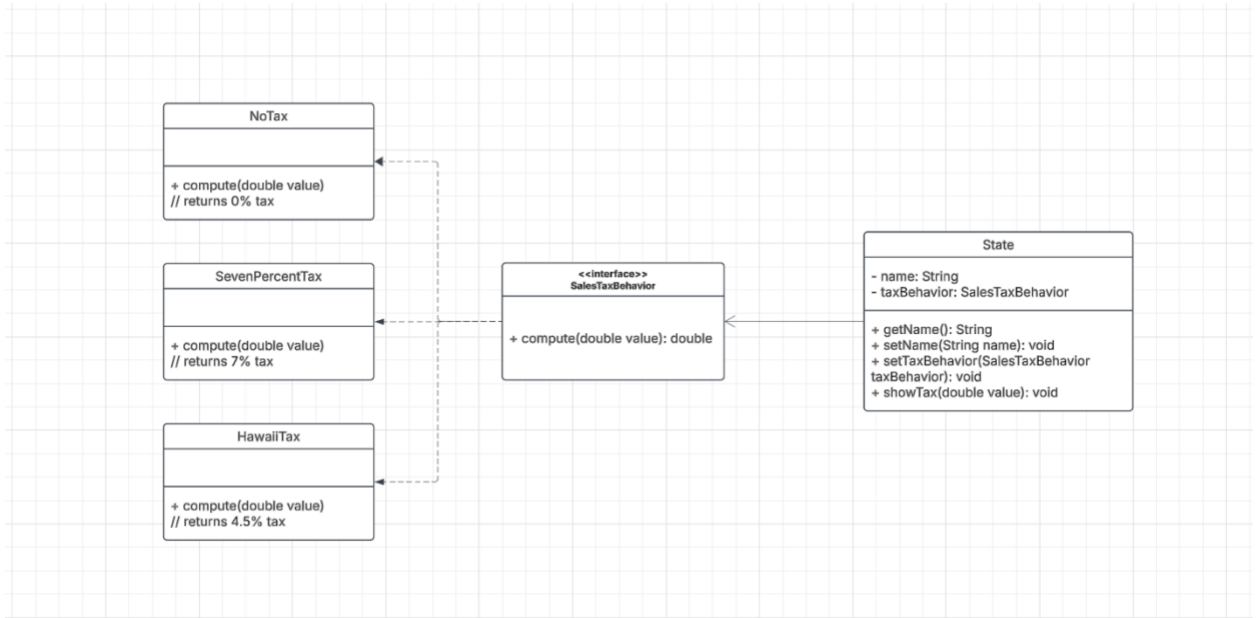 NoTax
+ compute(double value)
// returns 0% tax
SevenPercentTax
+ compute(double value)
// returns 7% tax
HawaiiTax
+ compute(double value)
// returns 4.5% tax
<<interface>>
SalesTaxBehavior
+ compute(double value): double
State
- name: String
- taxBehavior: SalesTaxBehavior
+ getName(): String
+ setName(String name): void
+ setTaxBehavior(SalesTaxBehavior
taxBehavior): void
+ showTax(double value): void